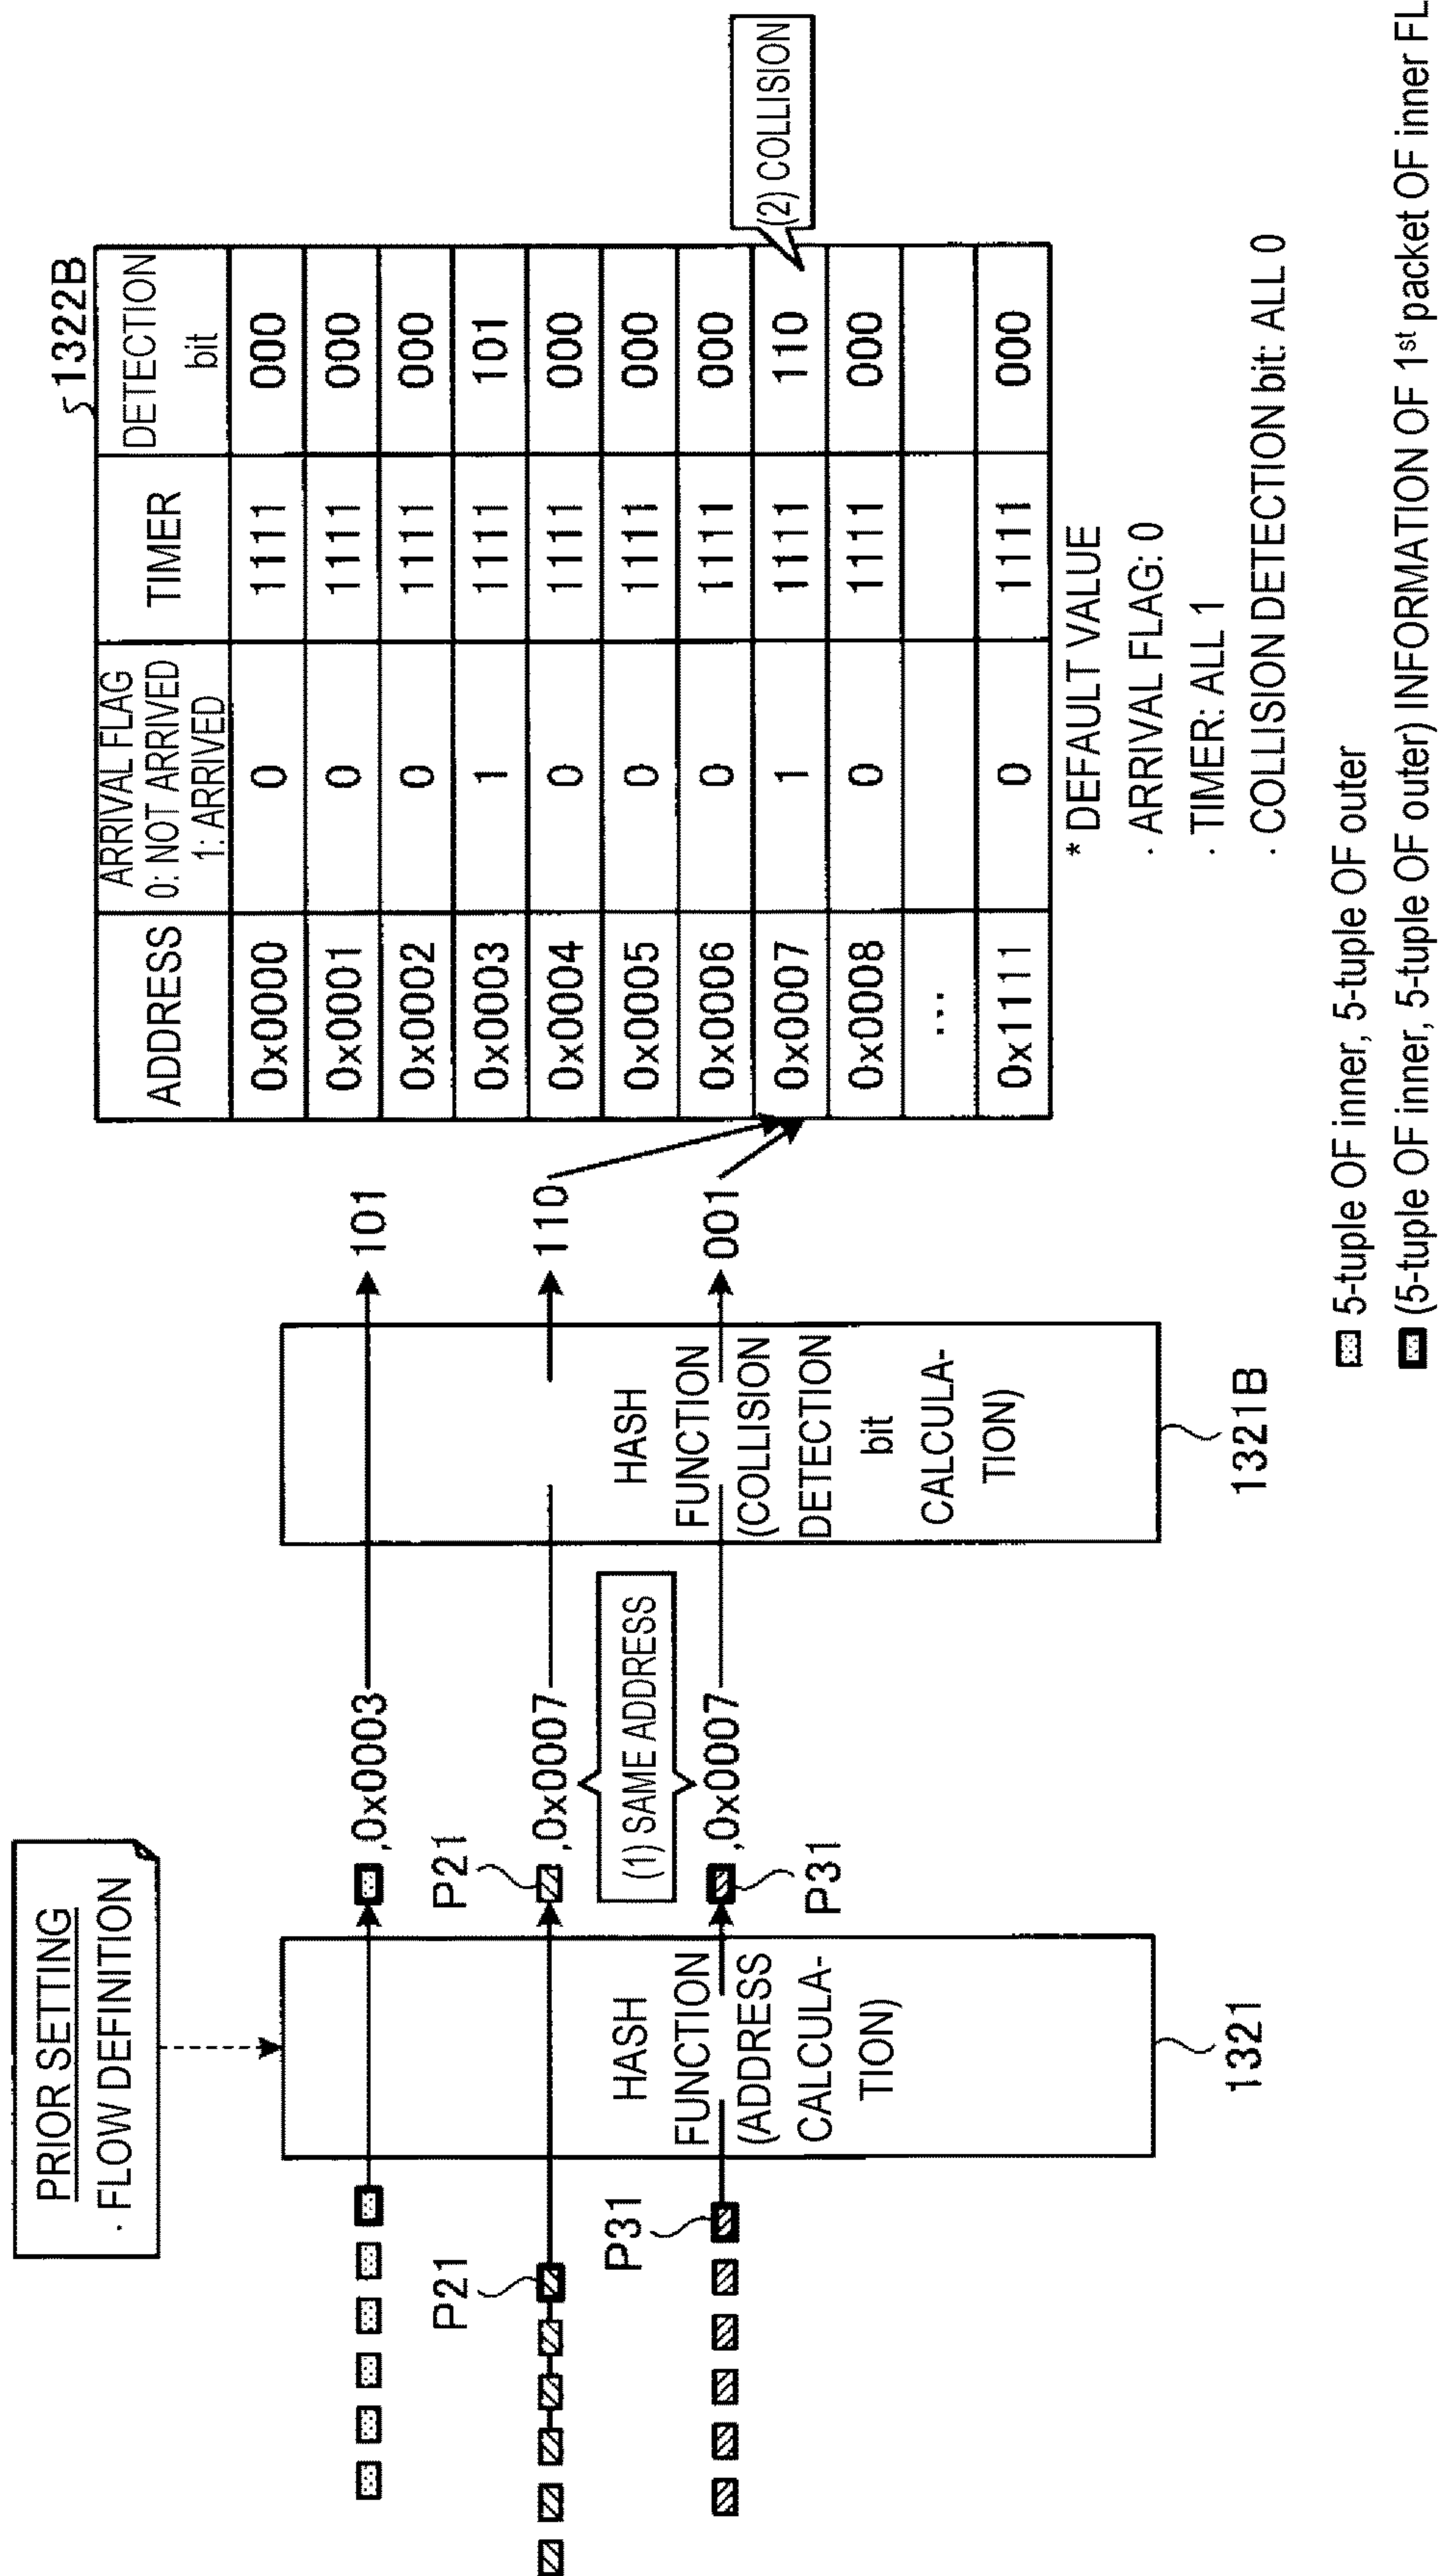 PRIOR SETTING
· FLOW DEFINITION
P21
P31
HASH
FUNCTION
(ADDRESS
CALCULA-
TION)
1321
,0x0003
P21
,0x0007
(1) SAME ADDRESS
,0x0007
P31
HASH
FUNCTION
(COLLISION
DETECTION
bit
CALCULA-
TION)
1321B
101
110
001
1322B
ADDRESS ARRIVAL FLAG 0: NOT ARRIVED 1: ARRIVED TIMER DETECTION bit
0x0000 0 1111 000
0x0001 0 1111 000
0x0002 0 1111 000
0x0003 1 1111 101
0x0004 0 1111 000
0x0005 0 1111 000
0x0006 0 1111 000
0x0007 1 1111 110
0x0008 0 1111 000
...
0x1111 0 1111 000
(2) COLLISION
* DEFAULT VALUE
· ARRIVAL FLAG: 0
· TIMER: ALL 1
· COLLISION DETECTION bit: ALL 0
5-tuple OF inner, 5-tuple OF outer
(5-tuple OF inner, 5-tuple OF outer) INFORMATION OF 1st packet OF inner FL